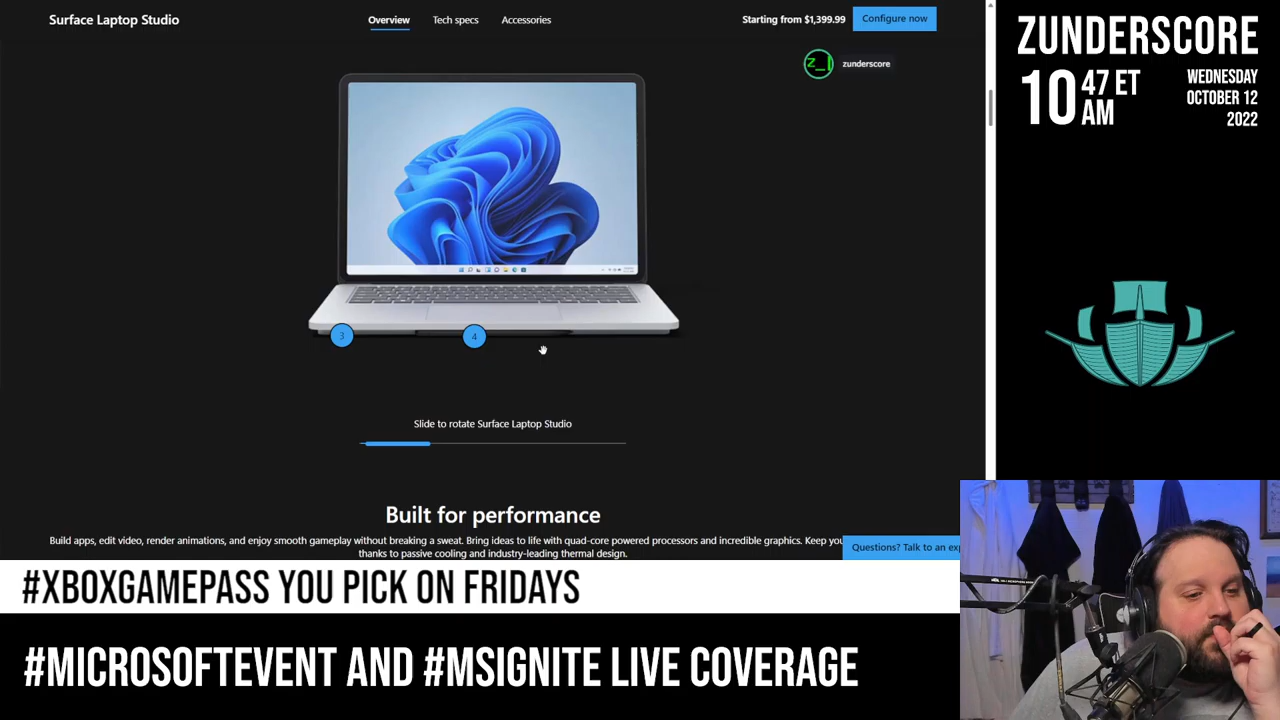 Surface Laptop Studio
Overview
Tech specs
Accessories
Starting from $1,399.99
Configure now
z_
zunderscore
3
4
Slide to rotate Surface Laptop Studio
Built for performance
Build apps, edit video, render animations, and enjoy smooth gameplay without breaking a sweat. Bring ideas to life with quad-core powered processors and incredible graphics. Keep you
thanks to passive cooling and industry-leading thermal design.
Questions? Talk to an exp
ZUNDERSCORE
10 47 ET
AM
WEDNESDAY
OCTOBER 12
2022
#XBOXGAMEPASS YOU PICK ON FRIDAYS
#MICROSOFTEVENT AND #MSIGNITE LIVE COVERAGE